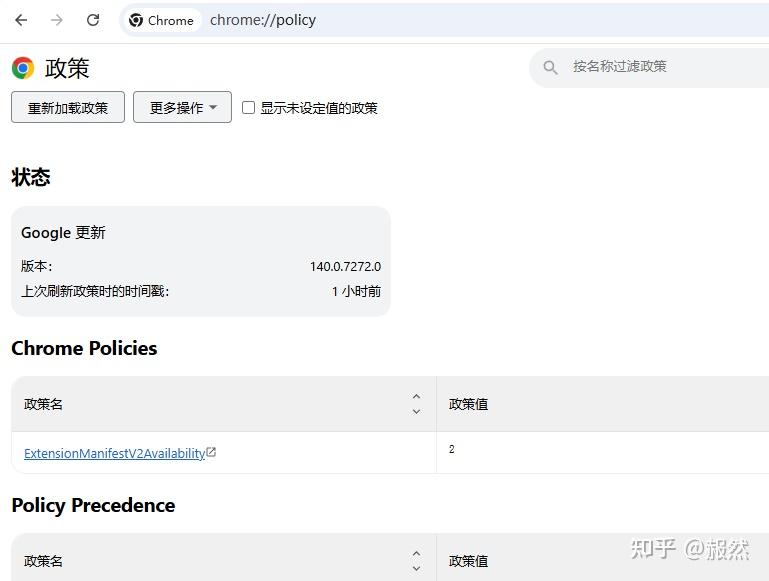 Chrome chrome://policy
政策
按名称过滤政策
重新加载政策 更多操作 显示未设定值的政策
状态
Google 更新
版本: 140.0.7272.0
上次刷新政策时的时间戳: 1 小时前
Chrome Policies
政策名 政策值
ExtensionManifestV2Availability 2
Policy Precedence
政策名 政策值
知乎 @赧然